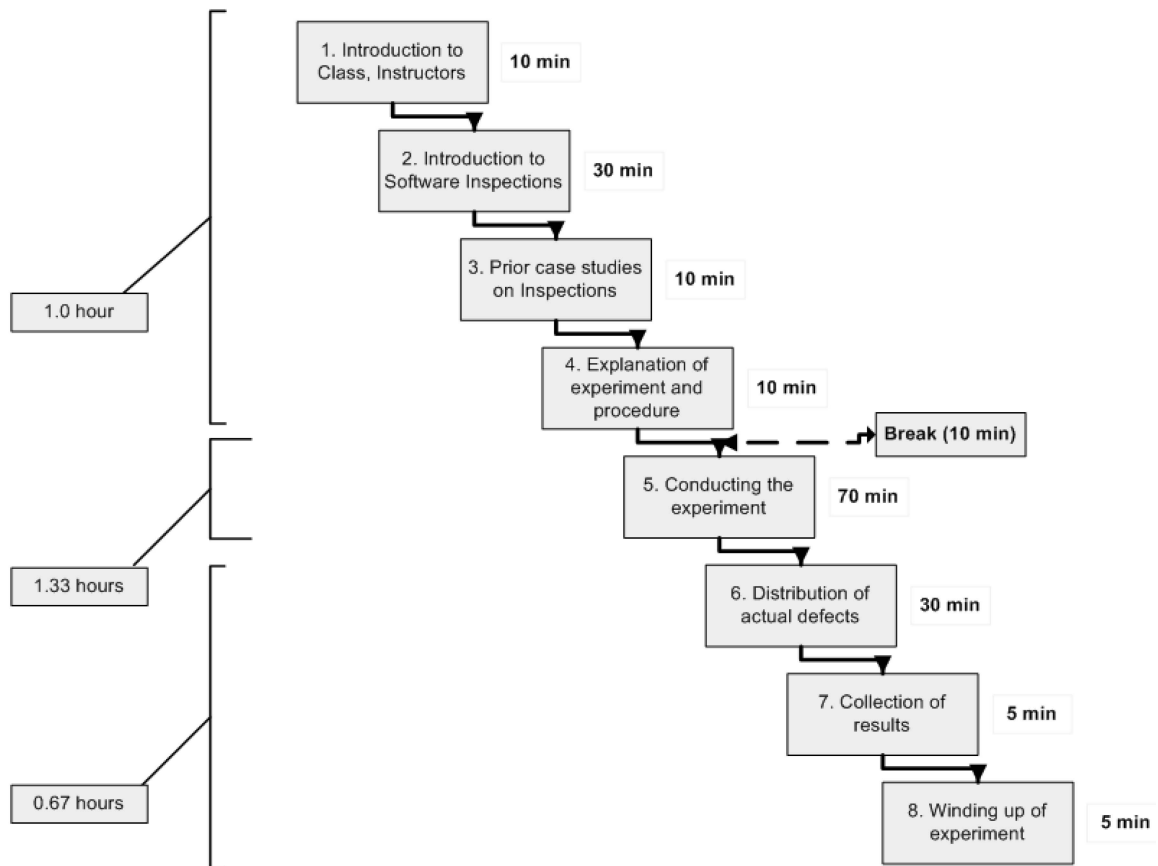 1. Introduction to
Class, Instructors
10 min
2. Introduction to
Software Inspections
30 min
3. Prior case studies
on Inspections
10 min
1.0 hour
4. Explanation of
experiment and
procedure
10 min
Break (10 min)
5. Conducting the
experiment
70 min
1.33 hours
6. Distribution of
actual defects
30 min
7. Collection of
results
5 min
0.67 hours
8. Winding up of
experiment
5 min